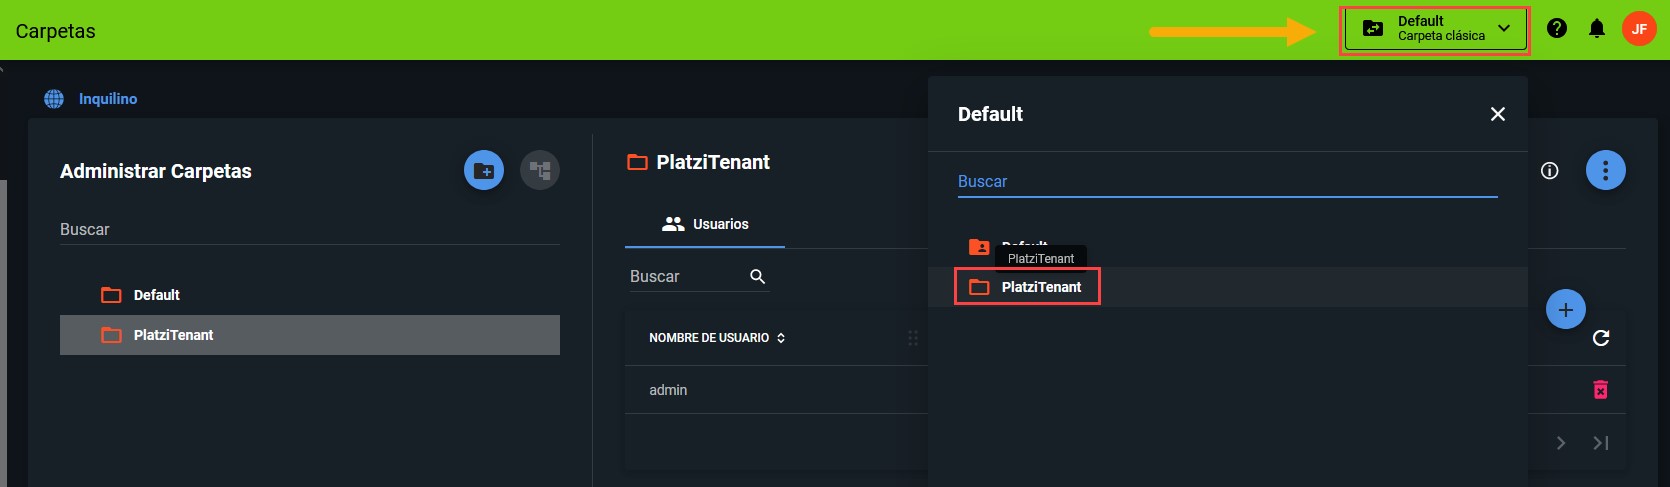 Carpetas
Default
Carpeta clásica
JF
Inquilino
Administrar Carpetas
Buscar
Default
PlatziTenant
PlatziTenant
Usuarios
Buscar
NOMBRE DE USUARIO
admin
Default
Buscar
Default
PlatziTenant
PlatziTenant